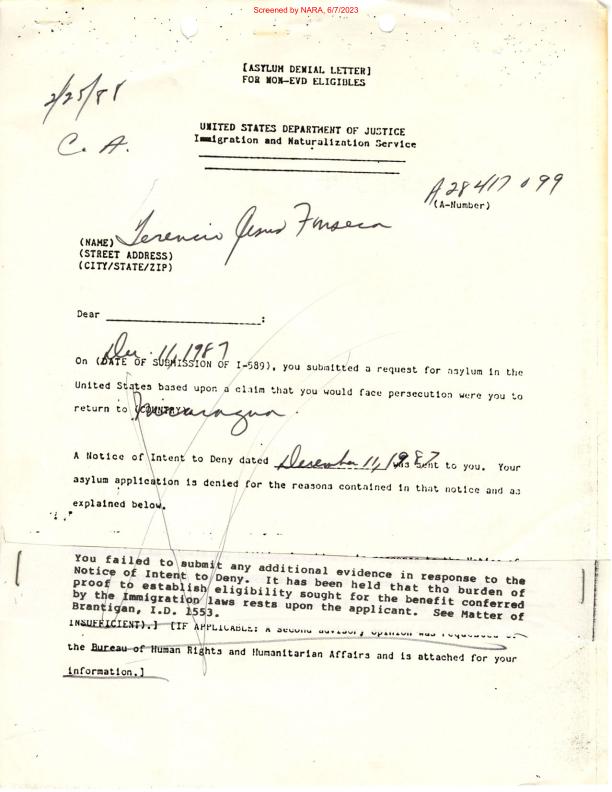 Screened by NARA, 6/7/2023
[ASYLUM DENIAL LETTER]
FOR NON-EVD ELIGIBLES
2/25/88
C. A.
UNITED STATES DEPARTMENT OF JUSTICE
Immigration and Naturalization Service
A28 417 099
(A-Number)
(NAME) Terencio Jesus Fonseca
(STREET ADDRESS)
(CITY/STATE/ZIP)
Dear :
Dec. 11, 1987
On (DATE OF SUBMISSION OF I-589), you submitted a request for asylum in the
United States based upon a claim that you would face persecution were you to
return to (COUNTRY) Nicaragua.
A Notice of Intent to Deny dated December 11, 1987 was sent to you. Your
asylum application is denied for the reasons contained in that notice and as
explained below.
You failed to submit any additional evidence in response to the
Notice of Intent to Deny. It has been held that the burden of
proof to establish eligibility sought for the benefit conferred
by the Immigration laws rests upon the applicant. See Matter of
Brantigan, I.D. 1553.
INSUFFICIENT).] [IF APPLICABLE: A second advisory opinion was requested
the Bureau of Human Rights and Humanitarian Affairs and is attached for your
information.]